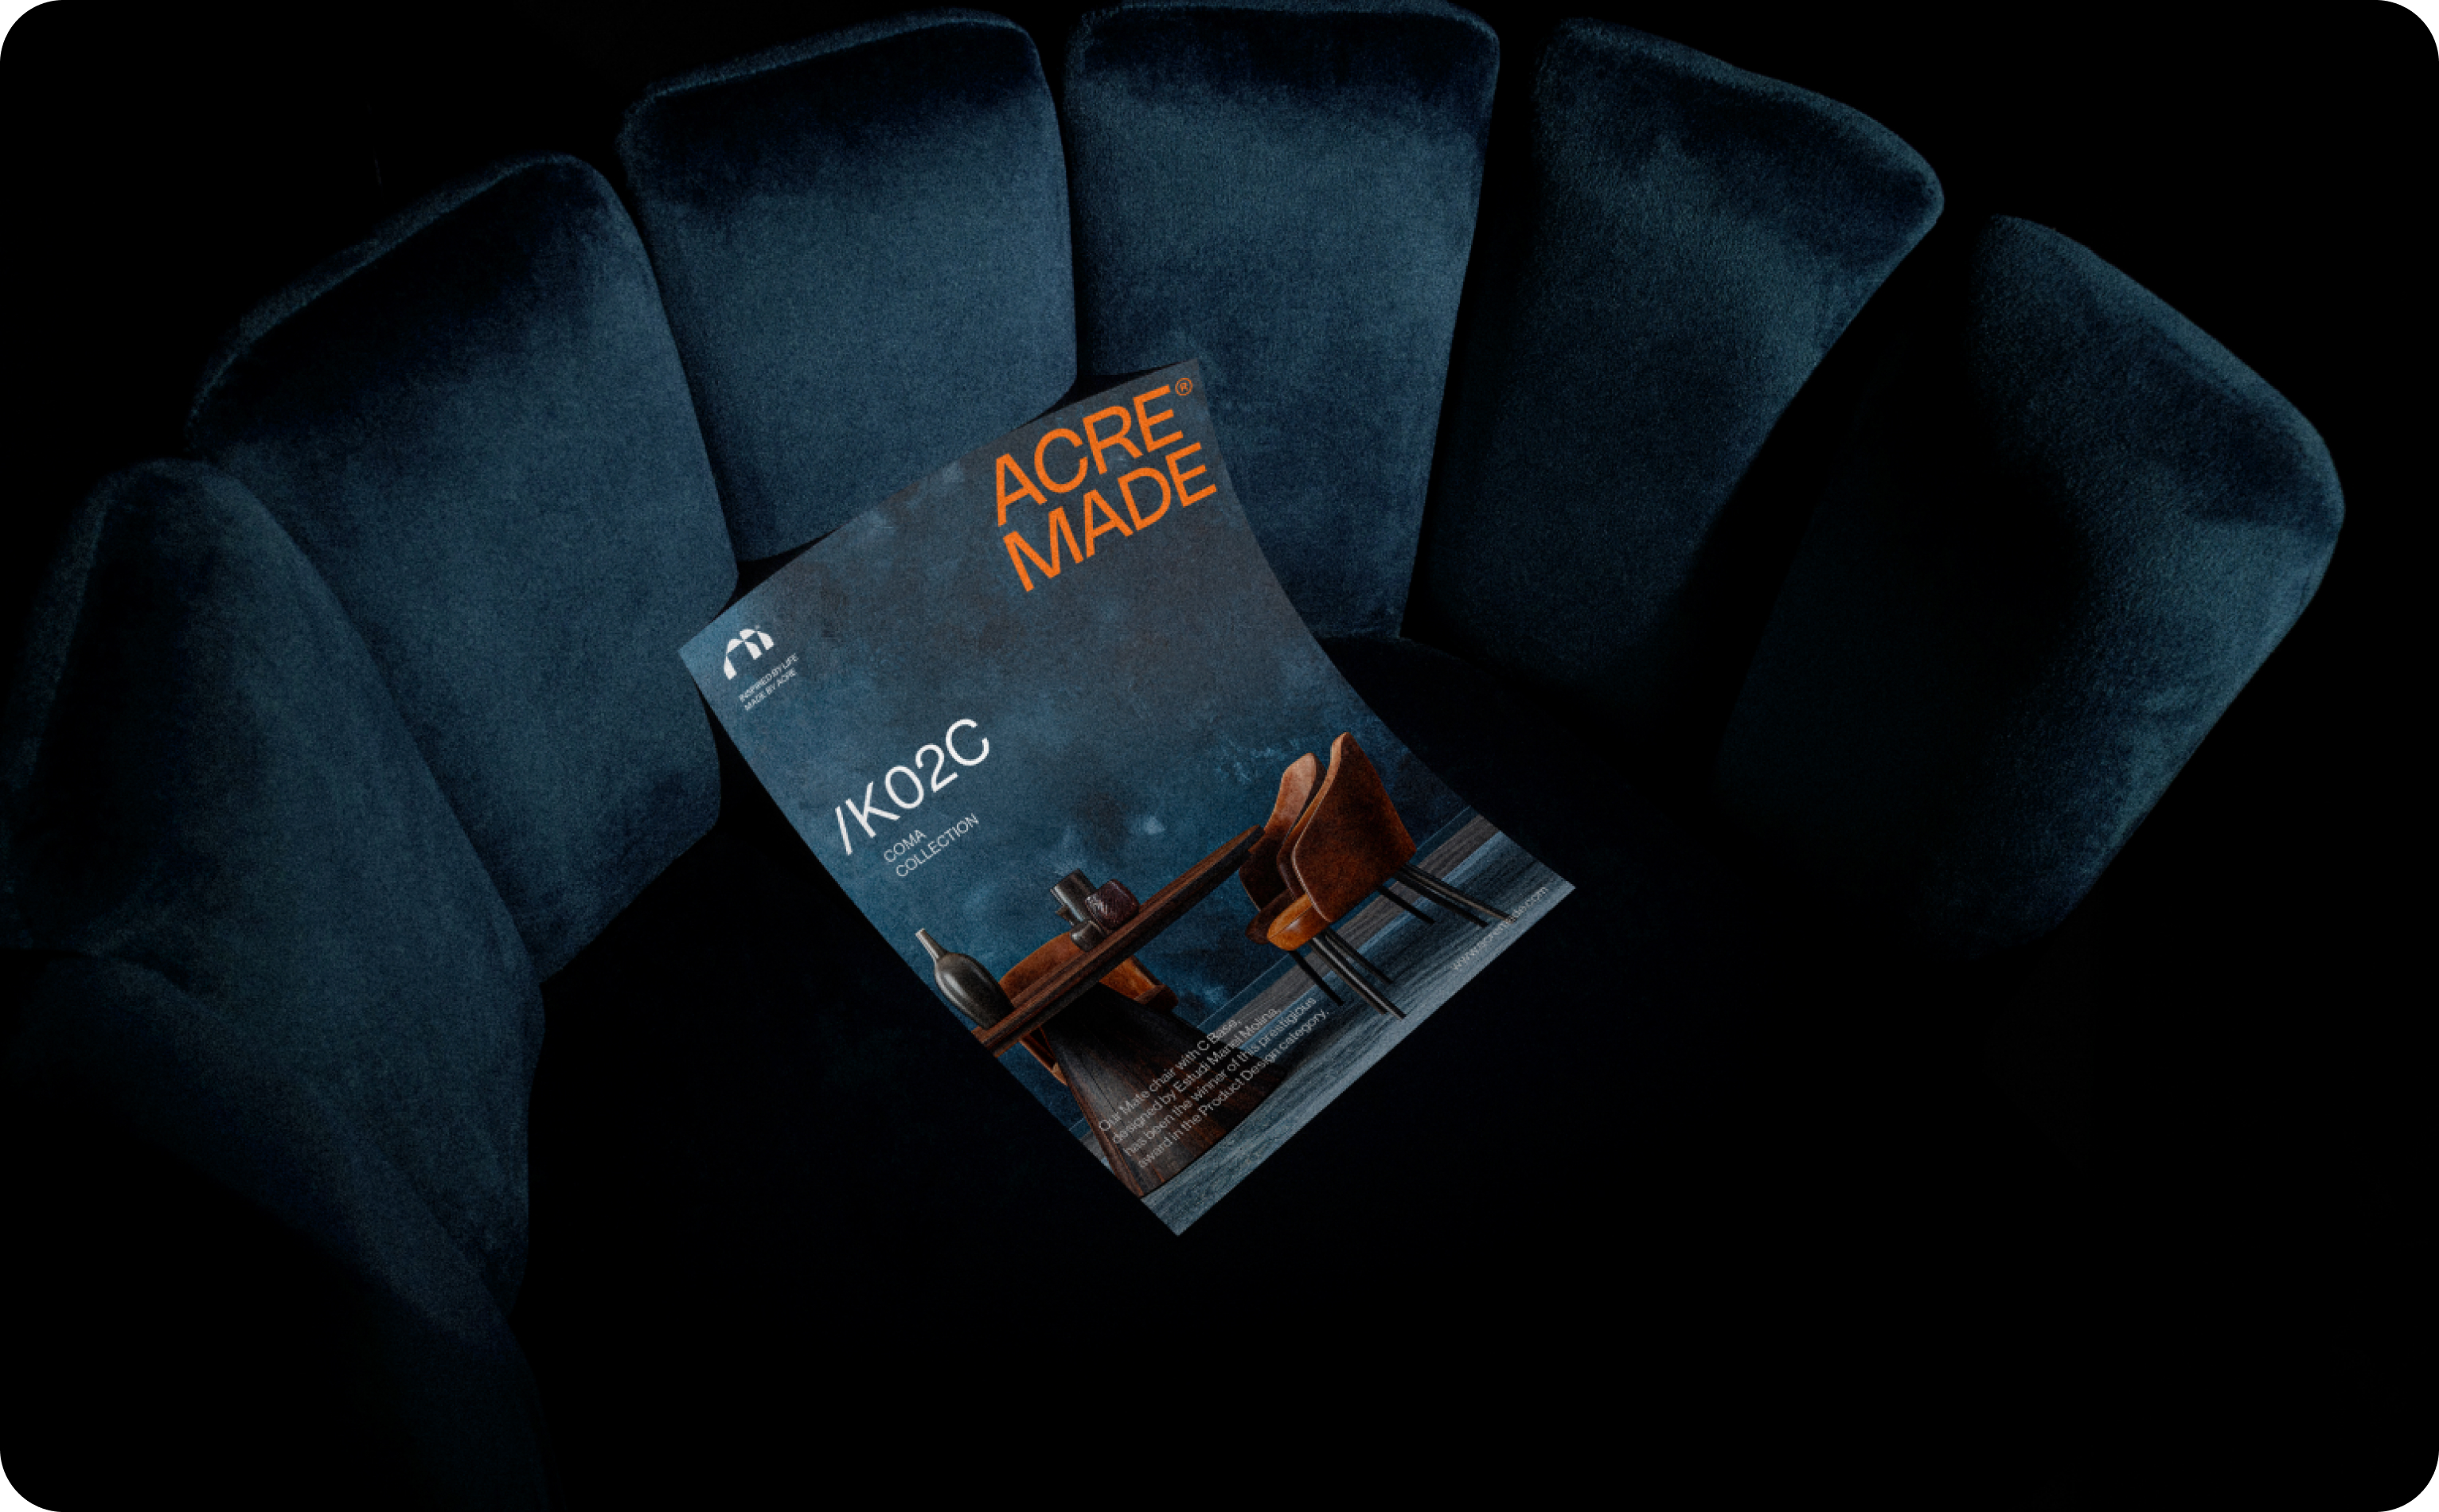 ACRE®
MADE
INSPIRED BY LIFE
MADE BY ACRE
/K02C
COMA
COLLECTION
www.acremade.com
Our Mate chair with C Base,
designed by Estudi Manel Molina,
has been the winner of this prestigious
award in the Product Design category.